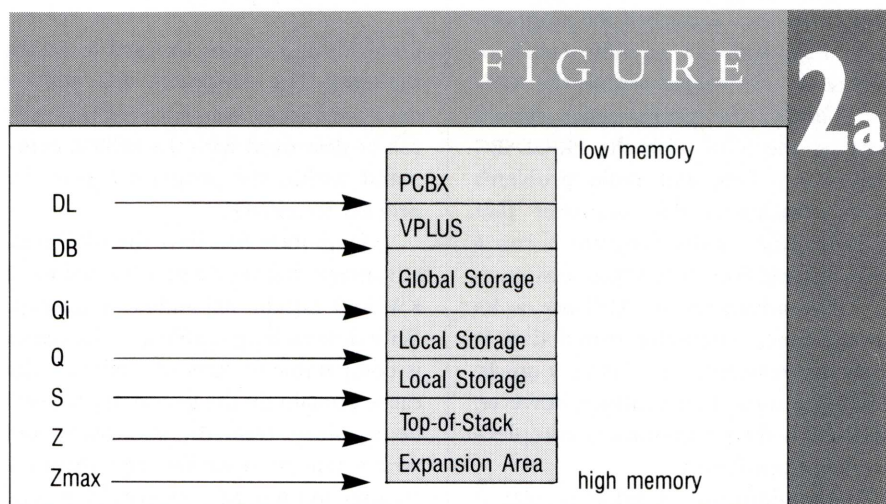 FIGURE 2a
low memory
PCBX
DL
VPLUS
DB
Global Storage
Qi
Local Storage
Q
Local Storage
S
Top-of-Stack
Z
Expansion Area
Zmax
high memory